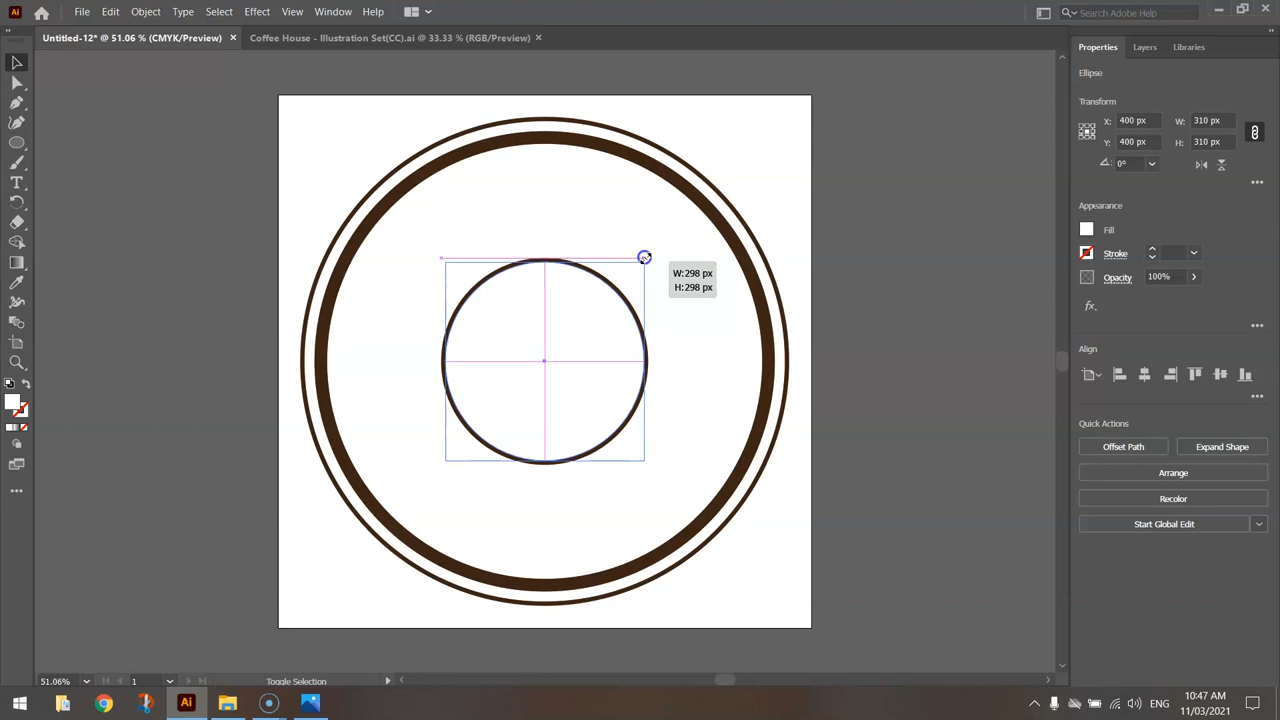 Ai File Edit Object Type Select Effect View Window Help Search Adobe Help
Untitled-12* @ 51.06 % (CMYK/Preview) × Coffee House - Illustration Set(CC).ai @ 33.33 % (RGB/Preview) ×
Properties Layers Libraries
Ellipse
Transform
X: 400 px W: 310 px
Y: 400 px H: 310 px
0°
Appearance
Fill
Stroke
Opacity 100%
fx.
Align
Quick Actions
Offset Path Expand Shape
Arrange
Recolor
Start Global Edit
W:298 px
H:298 px
51.06% 1 Toggle Selection
Ai ENG 10:47 AM
11/03/2021